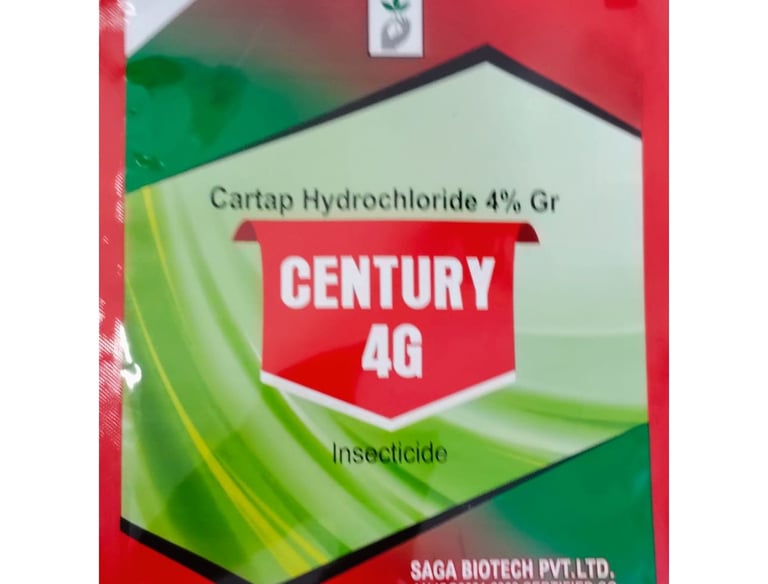 Cartap Hydrochloride 4% Gr
CENTURY
4G
Insecticide
SAGA BIOTECH PVT.LTD.